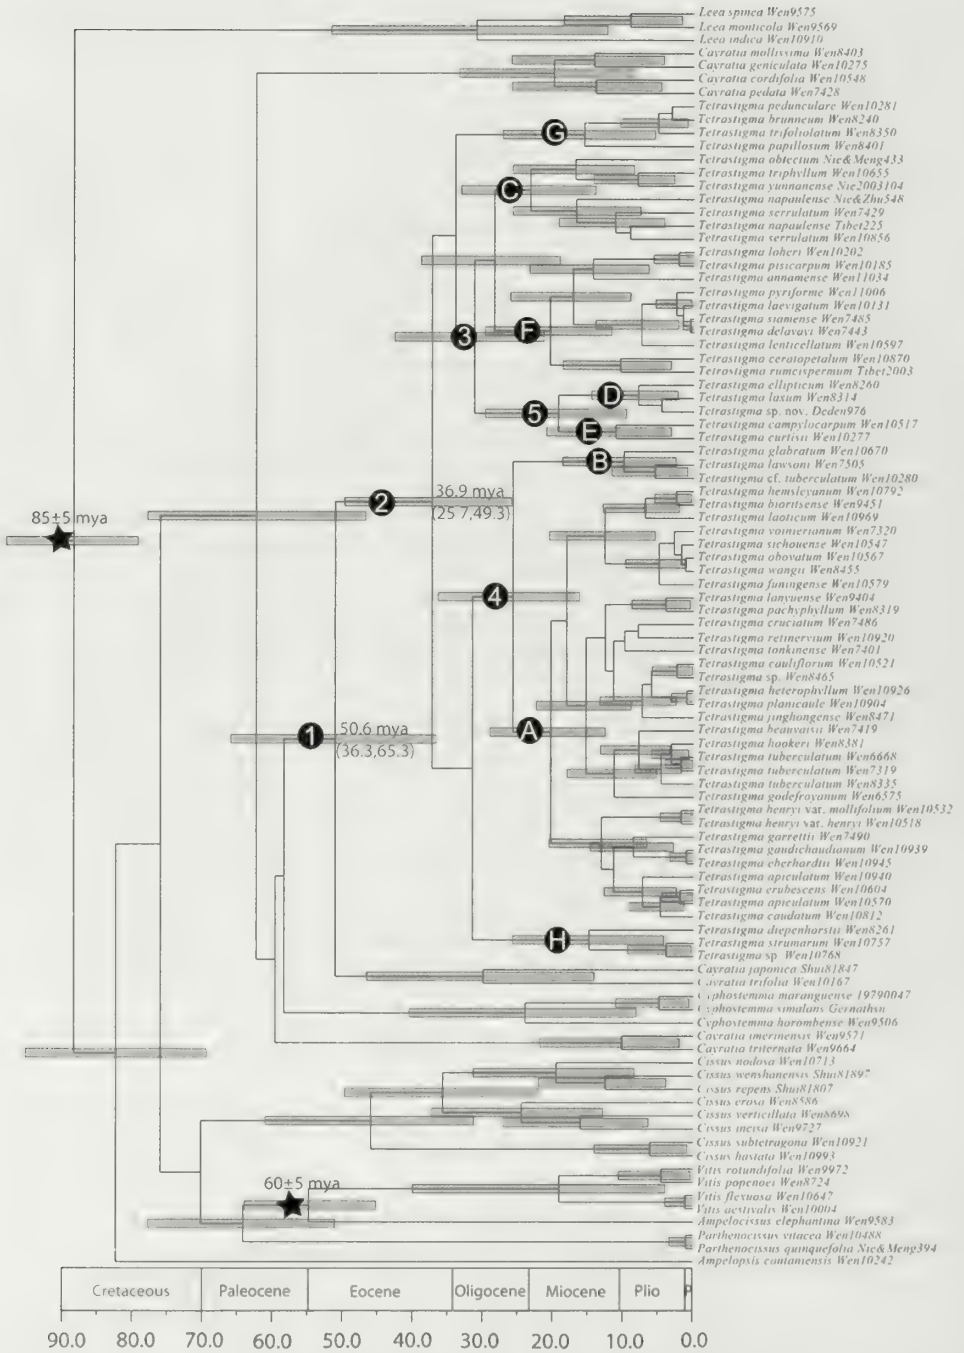 Leea spinea Wen9575
Leea monticola Wen9569
Leea indica Wen10910
Cayratia mollissima Wen8403
Cayratia geniculata Wen10275
Cayratia cordifolia Wen10548
Cayratia pedata Wen7428
Tetrastigma pedunculare Wen10281
Tetrastigma brunneum Wen8240
Tetrastigma trifoliolatum Wen8350
G
Tetrastigma papillosum Wen8401
Tetrastigma obtectum Nie&Meng433
Tetrastigma triphyllum Wen10655
C
Tetrastigma yunnanense Nie2003104
Tetrastigma napaulense Nie&Zhu548
Tetrastigma serrulatum Wen7429
Tetrastigma napaulense Tibet225
Tetrastigma serrulatum Wen10856
Tetrastigma loheri Wen10202
Tetrastigma pisicarpum Wen10185
Tetrastigma annamense Wen11034
Tetrastigma pyriforme Wen11006
Tetrastigma laevigatum Wen10131
Tetrastigma siamense Wen7485
F
Tetrastigma delavayi Wen7443
3
Tetrastigma lenticellatum Wen10597
Tetrastigma ceratopetalum Wen10870
Tetrastigma rumcispermum Tibet2003
Tetrastigma ellipticum Wen8260
D
Tetrastigma laxum Wen8314
5
Tetrastigma sp. nov. Deden976
Tetrastigma campylocarpum Wen10517
E
Tetrastigma curtisii Wen10277
Tetrastigma glabratum Wen10670
B
Tetrastigma lawsoni Wen7505
Tetrastigma cf. tuberculatum Wen10280
36.9 mya
Tetrastigma hemsleyanum Wen10792
2
Tetrastigma bioritsense Wen9451
(25.7,49.3)
Tetrastigma laoticum Wen10969
85±5 mya
Tetrastigma voinierianum Wen7320
Tetrastigma sichouense Wen10547
Tetrastigma obovatum Wen10567
Tetrastigma wangii Wen8455
Tetrastigma funingense Wen10579
4
Tetrastigma lanyuense Wen9404
Tetrastigma pachyphyllum Wen8319
Tetrastigma cruciatum Wen7486
Tetrastigma retinervium Wen10920
Tetrastigma tonkinense Wen7401
Tetrastigma cauliflorum Wen10521
Tetrastigma sp. Wen8465
Tetrastigma heterophyllum Wen10926
Tetrastigma planicaule Wen10904
Tetrastigma jinghongense Wen8471
50.6 mya
A
Tetrastigma beauvaisii Wen7419
1
Tetrastigma hookeri Wen8381
(36.3,65.3)
Tetrastigma tuberculatum Wen6668
Tetrastigma tuberculatum Wen7319
Tetrastigma tuberculatum Wen8335
Tetrastigma godefroyanum Wen6575
Tetrastigma henryi var. mollifolium Wen10532
Tetrastigma henryi var. henryi Wen10518
Tetrastigma garrettii Wen7490
Tetrastigma gaudichaudianum Wen10939
Tetrastigma eberhardtii Wen10945
Tetrastigma apiculatum Wen10940
Tetrastigma erubescens Wen10604
Tetrastigma apiculatum Wen10570
Tetrastigma caudatum Wen10812
Tetrastigma diepenhorstii Wen8261
H
Tetrastigma strumarum Wen10757
Tetrastigma sp. Wen10768
Cayratia japonica Shui81847
Cayratia trifolia Wen10167
Cyphostemma maranguense 19790047
Cyphostemma simulans
Cyphostemma horombense Wen9506
Cayratia imerinensis Wen9571
Cayratia triternata Wen9664
Cissus nodosa Wen10713
Cissus wenshanensis Shui81897
Cissus repens Shui81807
Cissus erosa Wen8586
Cissus verticillata Wen8698
Cissus incisa Wen9727
Cissus subtetragona Wen10921
Cissus hastata Wen10993
Vitis rotundifolia Wen9972
60±5 mya
Vitis popenoei Wen8724
Vitis flexuosa Wen10647
Vitis aestivalis Wen10004
Ampelocissus elephantina Wen9583
Parthenocissus vitacea Wen10488
Parthenocissus quinquefolia Nie&Meng394
Ampelopsis cantoniensis Wen10242
Cretaceous Paleocene Eocene Oligocene Miocene Plio P
90.0 80.0 70.0 60.0 50.0 40.0 30.0 20.0 10.0 0.0